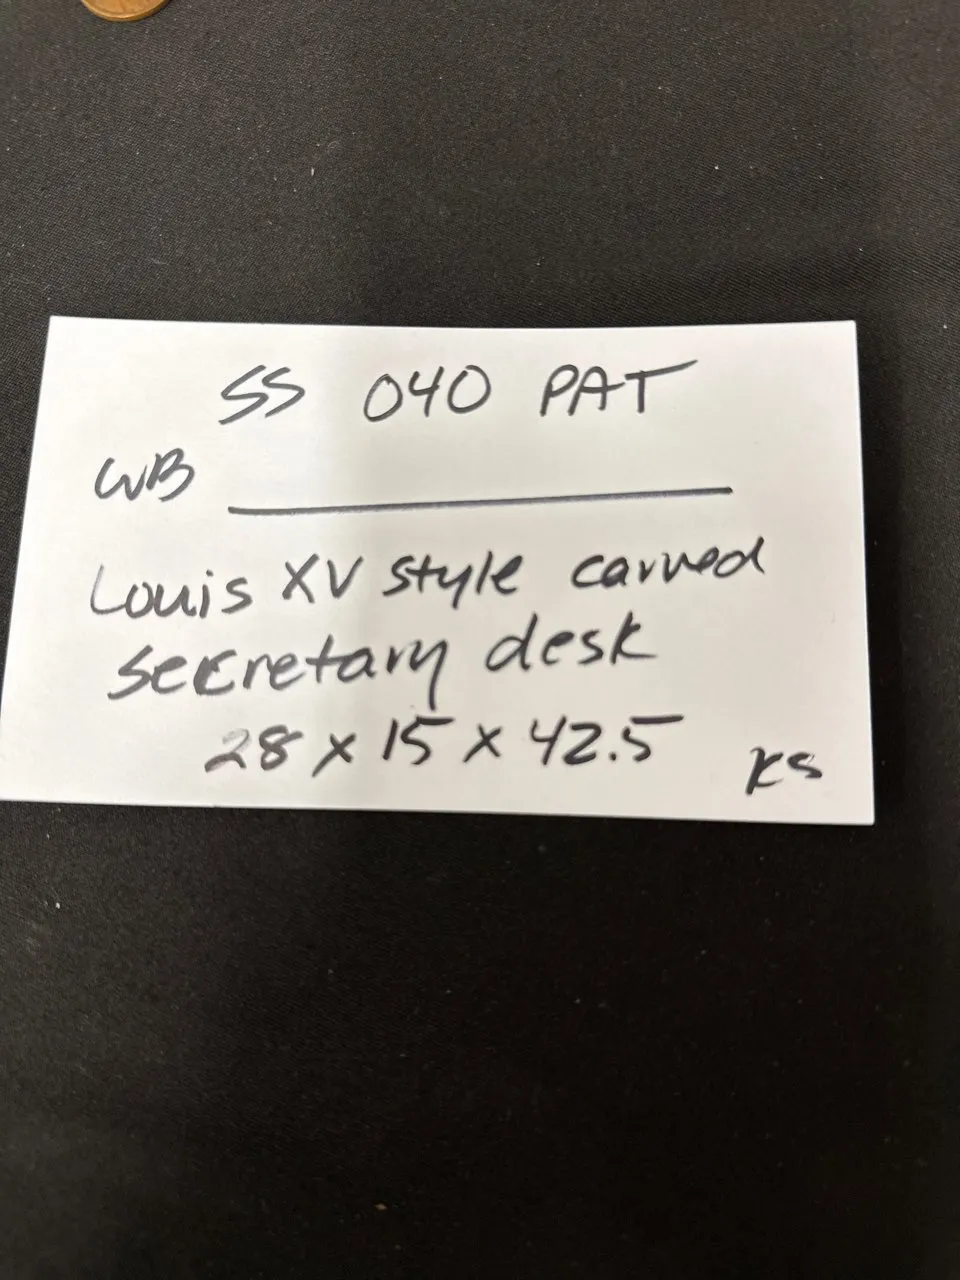 SS 040 PAT
WB
Louis XV style carved
secretary desk
28 x 15 x 42.5
KS